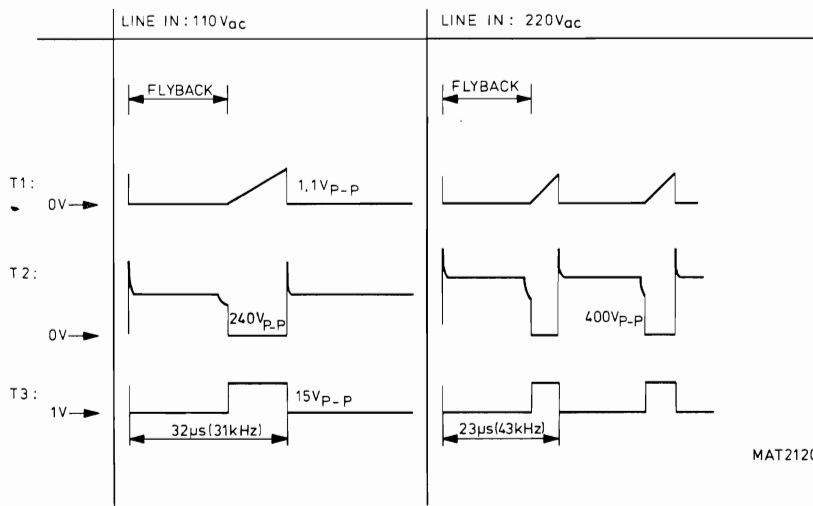 LINE IN: 110Vac
LINE IN: 220Vac
FLYBACK
FLYBACK
T1:
0V
1,1VP-P
T2:
0V
240VP-P
400VP-P
T3:
1V
15VP-P
32µs(31kHz)
23µs(43kHz)
MAT2120